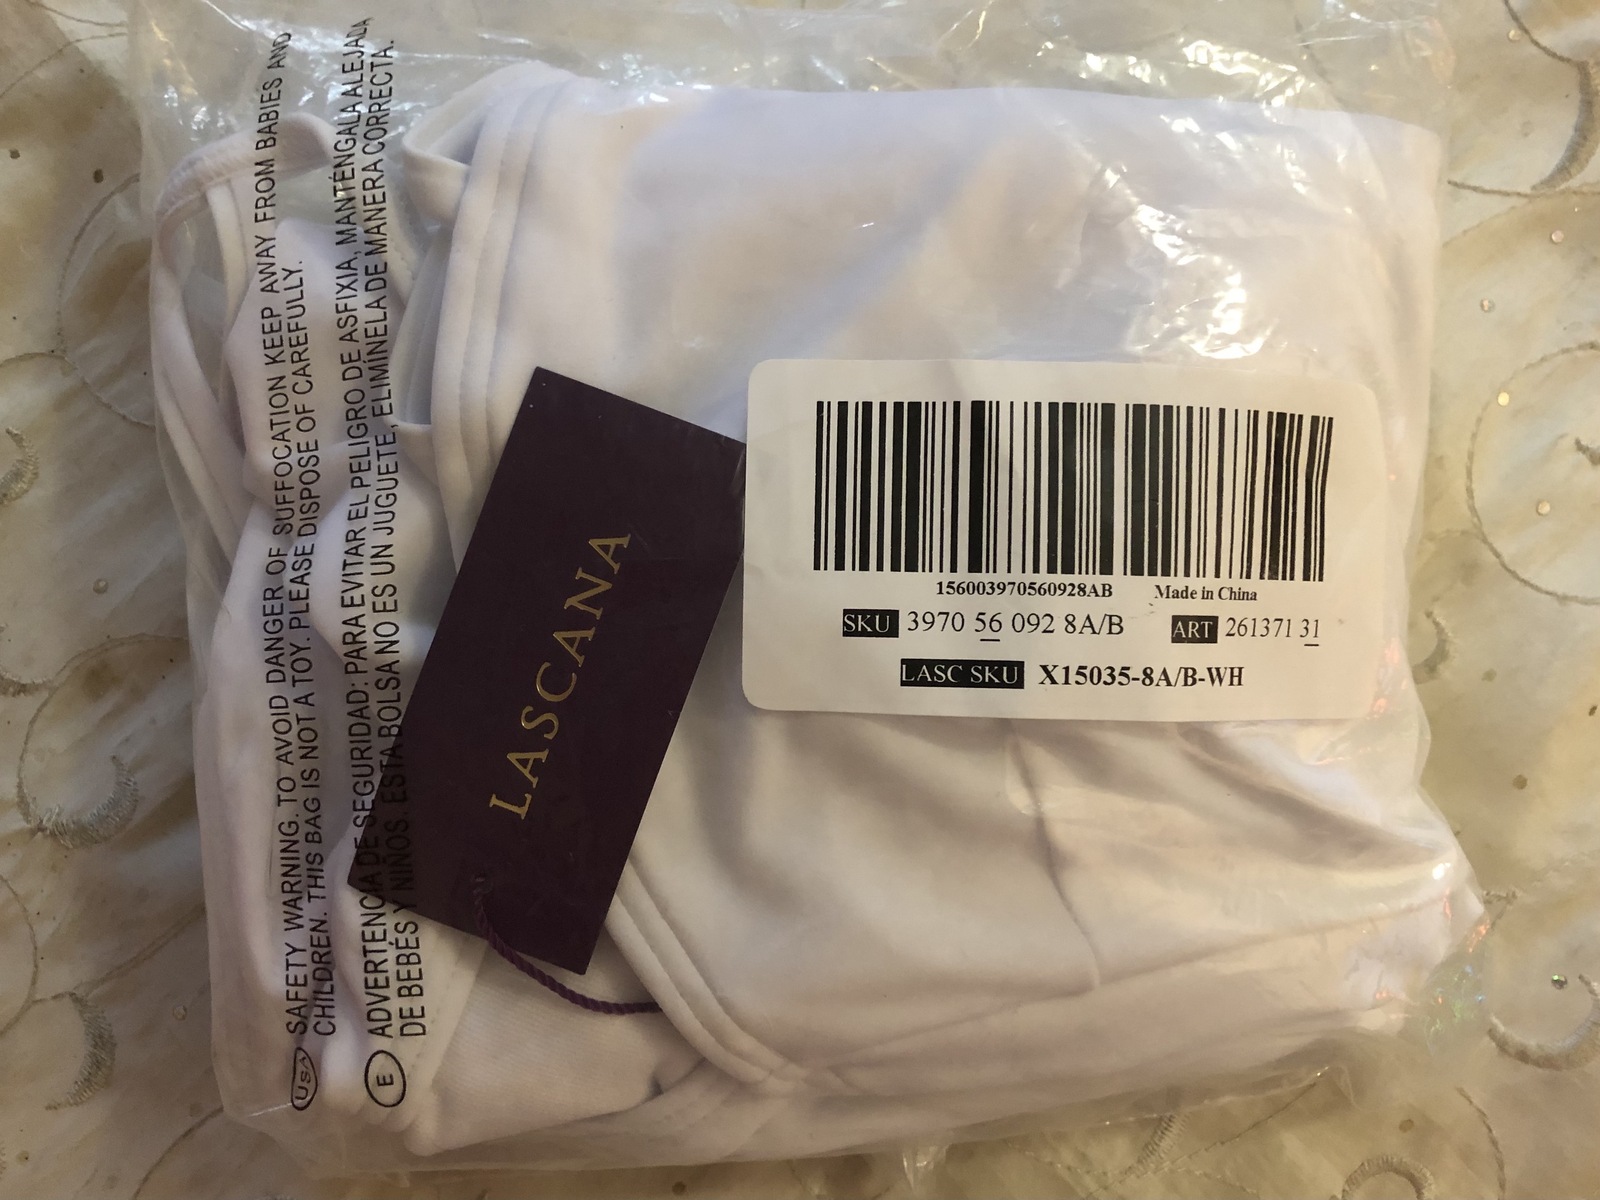 USA SAFETY WARNING. TO AVOID DANGER OF SUFFOCATION KEEP AWAY FROM BABIES AND
CHILDREN. THIS BAG IS NOT A TOY. PLEASE DISPOSE OF CAREFULLY.
E ADVERTENCIA DE SEGURIDAD: PARA EVITAR EL PELIGRO DE ASFIXIA, MANTÉNGALA ALEJADA
DE BEBÉS Y NIÑOS. ESTA BOLSA NO ES UN JUGUETE, ELIMÍNELA DE MANERA CORRECTA.
LASCANA
156003970560928AB Made in China
SKU 3970 56 092 8A/B ART 261371 31
LASC SKU X15035-8A/B-WH